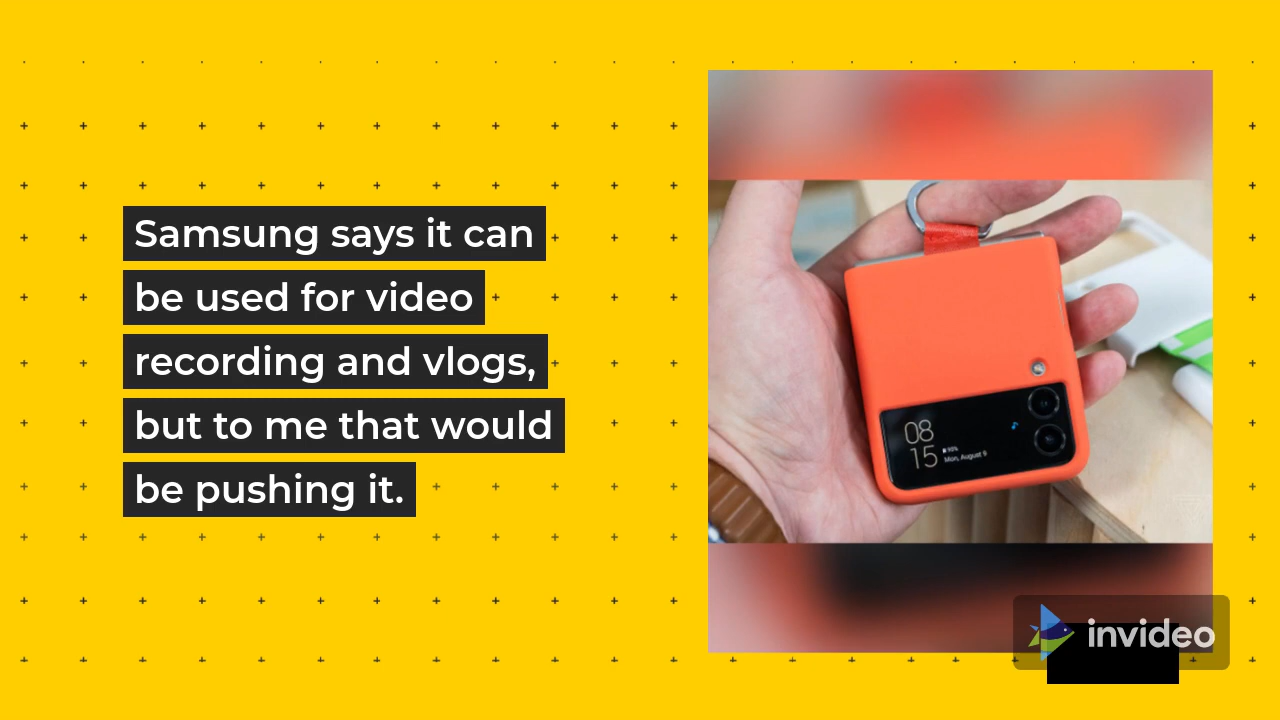 Samsung says it can
be used for video
recording and vlogs,
but to me that would
be pushing it.
08
15
90%
Mon, August 9
invideo